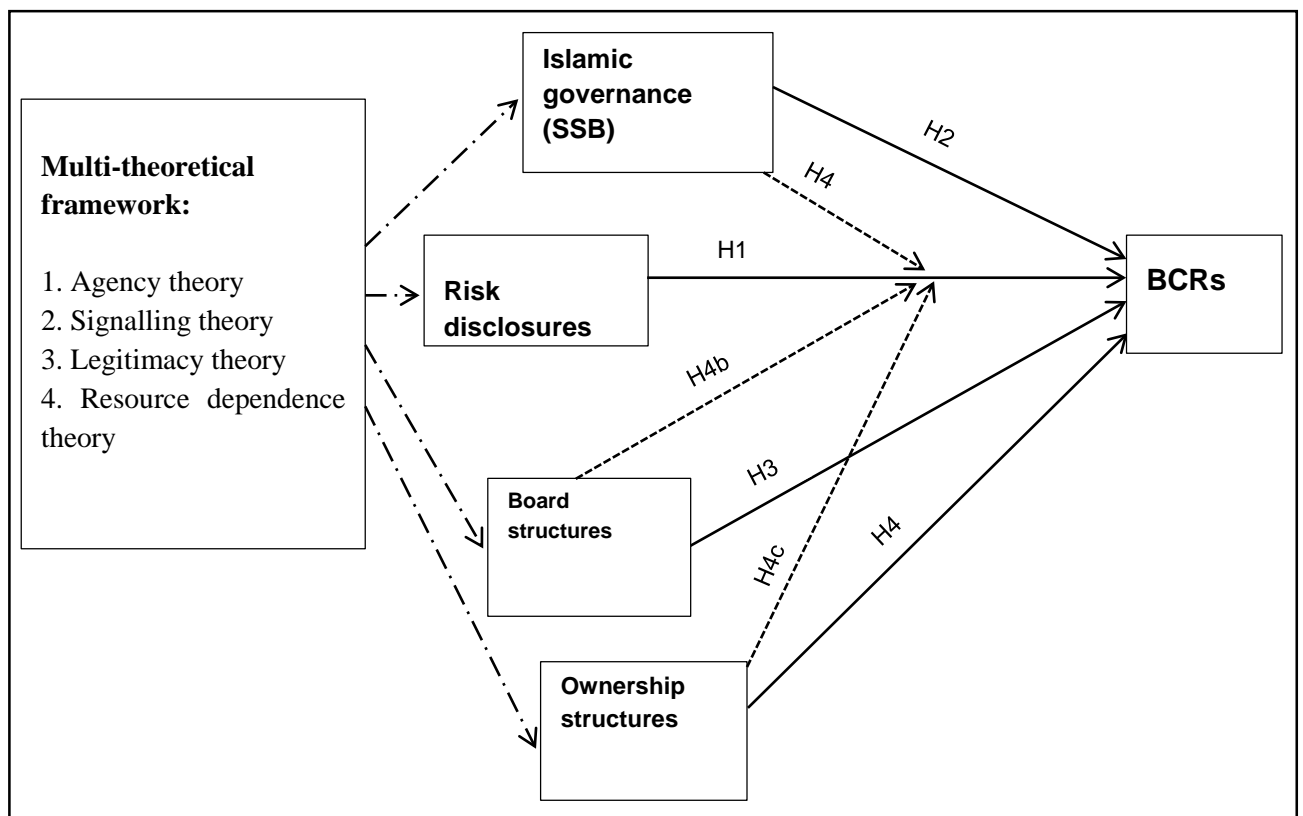 Multi-theoretical
framework:
1. Agency theory
2. Signalling theory
3. Legitimacy theory
4. Resource dependence
theory
Islamic
governance
(SSB)
H2
H4
H1
Risk
disclosures
BCRs
H4b
H3
Board
structures
H4c
H4
Ownership
structures